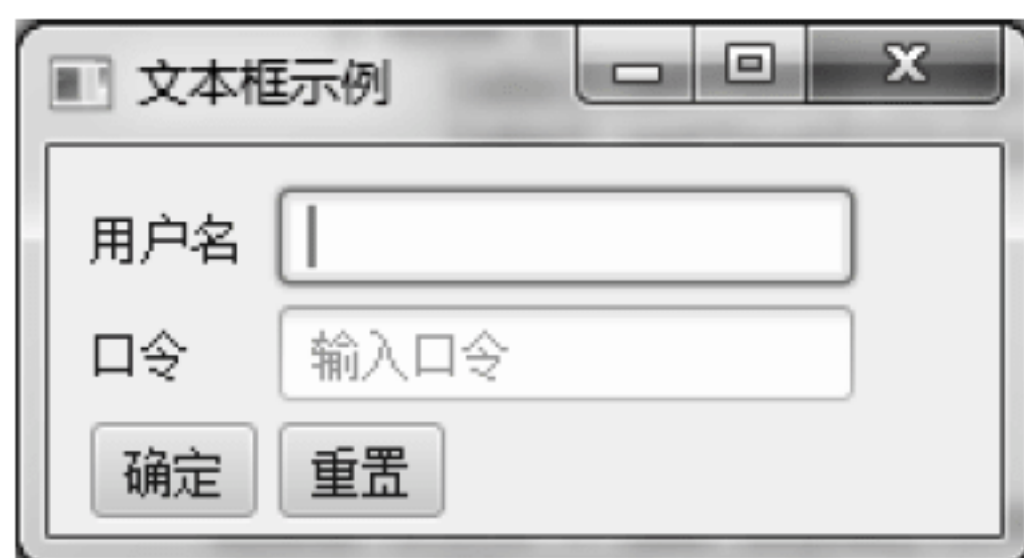 文本框示例
用户名
口令 输入口令
确定 重置